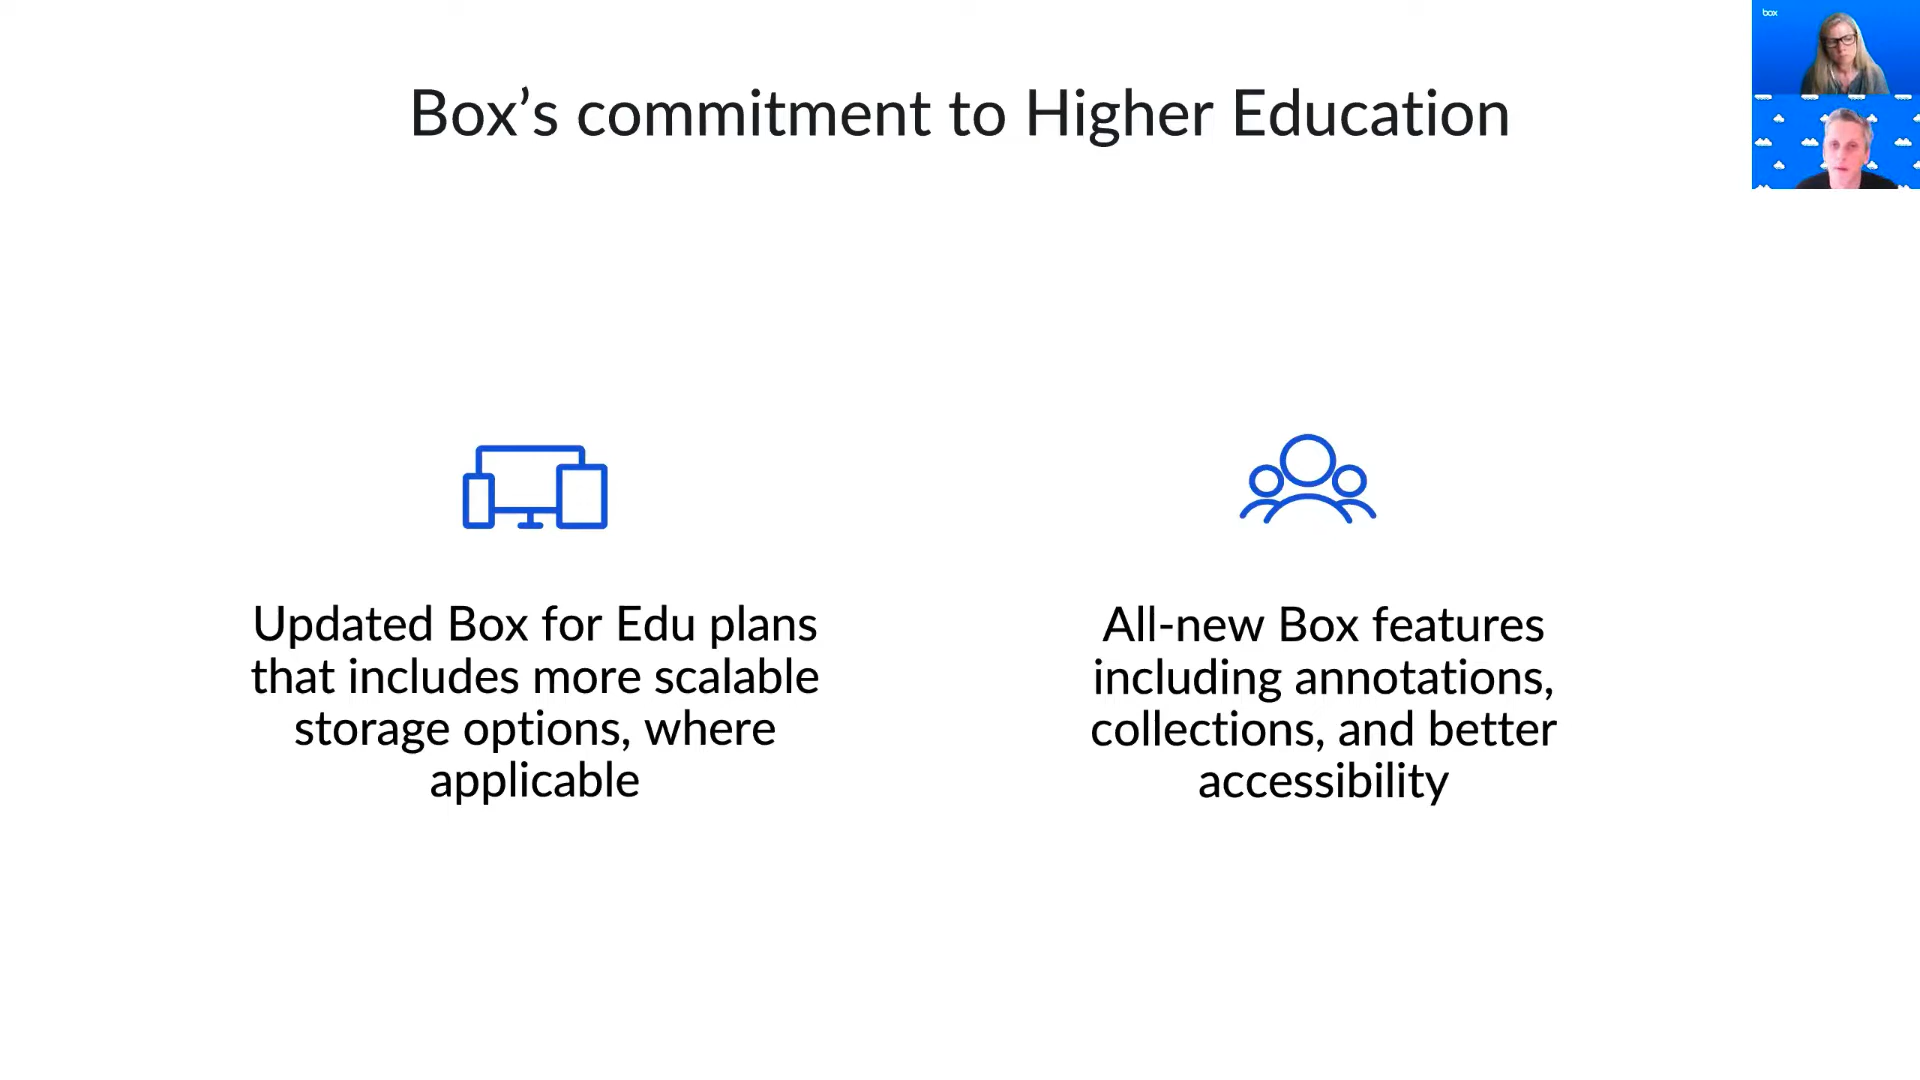 box
Box’s commitment to Higher Education
Updated Box for Edu plans
that includes more scalable
storage options, where
applicable
All-new Box features
including annotations,
collections, and better
accessibility